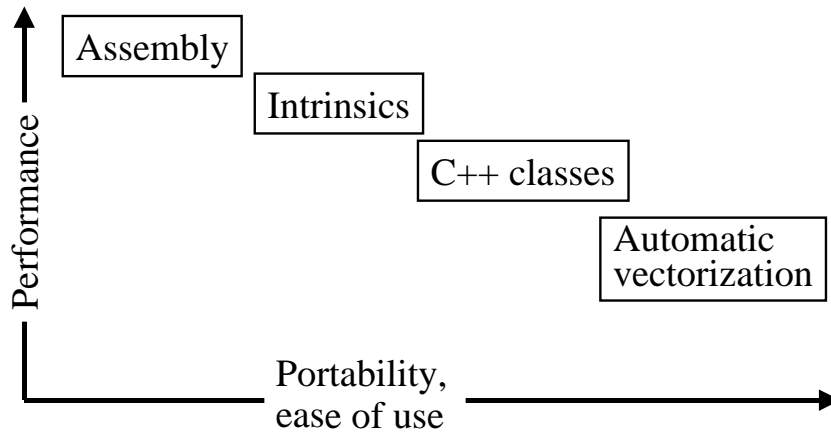 Assembly
Intrinsics
C++ classes
Automatic
vectorization
Performance
Portability,
ease of use